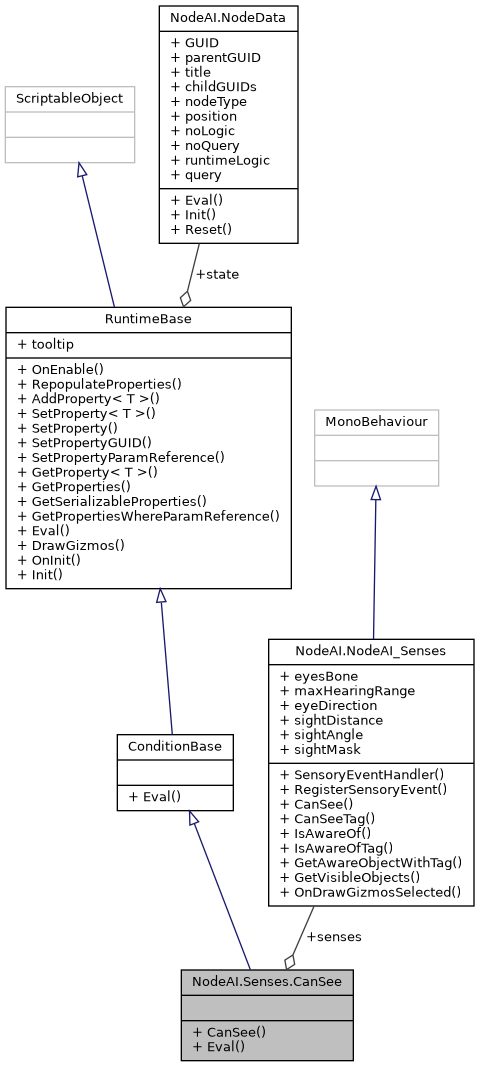 NodeAI.NodeData
+ GUID
+ parentGUID
+ title
+ childGUIDs
+ nodeType
+ position
+ noLogic
+ noQuery
+ runtimeLogic
+ query
+ Eval()
+ Init()
+ Reset()
ScriptableObject
+state
RuntimeBase
+ tooltip
+ OnEnable()
+ RepopulateProperties()
+ AddProperty< T >()
+ SetProperty< T >()
+ SetProperty()
+ SetPropertyGUID()
+ SetPropertyParamReference()
+ GetProperty< T >()
+ GetProperties()
+ GetSerializableProperties()
+ GetPropertiesWhereParamReference()
+ Eval()
+ DrawGizmos()
+ OnInit()
+ Init()
MonoBehaviour
NodeAI.NodeAI_Senses
+ eyesBone
+ maxHearingRange
+ eyeDirection
+ sightDistance
+ sightAngle
+ sightMask
+ SensoryEventHandler()
+ RegisterSensoryEvent()
+ CanSee()
+ CanSeeTag()
+ IsAwareOf()
+ IsAwareOfTag()
+ GetAwareObjectWithTag()
+ GetVisibleObjects()
+ OnDrawGizmosSelected()
ConditionBase
+ Eval()
+senses
NodeAI.Senses.CanSee
+ CanSee()
+ Eval()